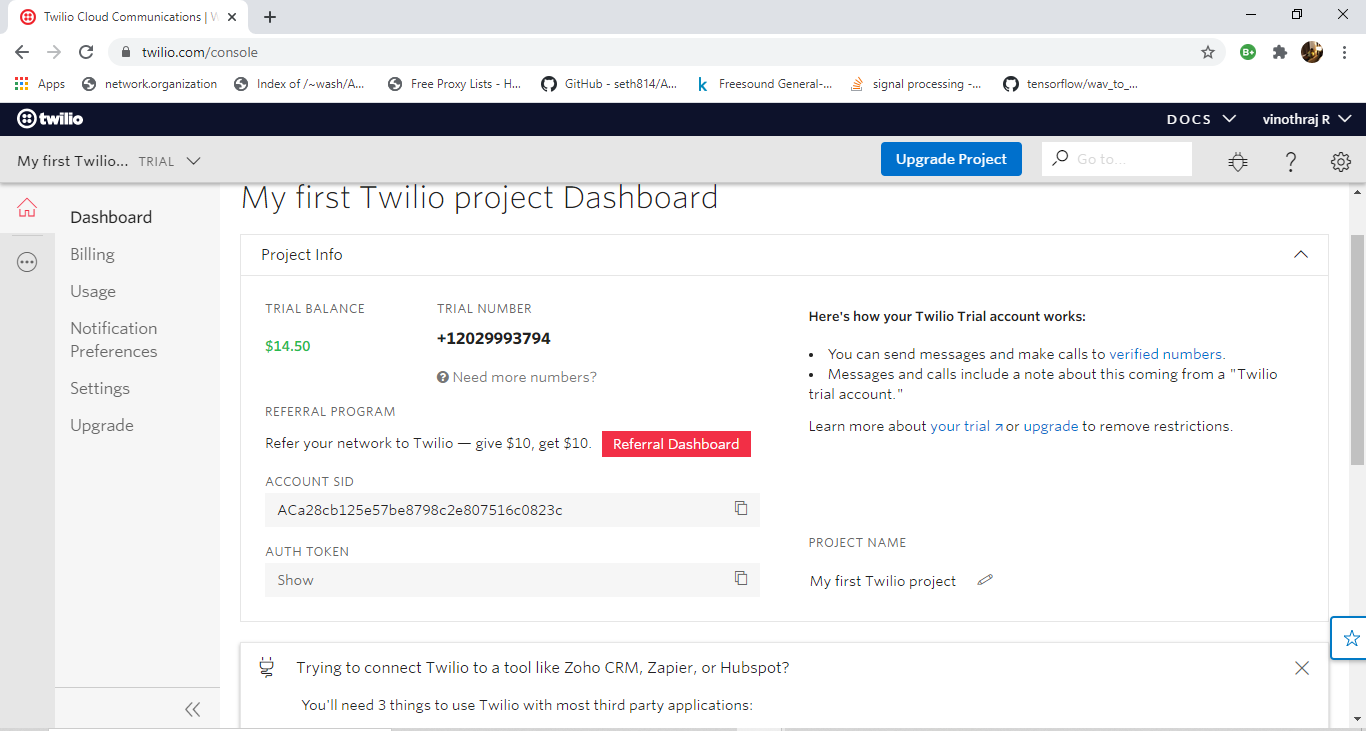 Twilio Cloud Communications | W
twilio.com/console
Apps network.organization Index of /~wash/A... Free Proxy Lists - H... GitHub - seth814/A... Freesound General-... signal processing -... tensorflow/wav_to_...
twilio DOCS vinothraj R
My first Twilio... TRIAL Upgrade Project Go to...
My first Twilio project Dashboard
Dashboard
Billing
Usage
Notification
Preferences
Settings
Upgrade
Project Info
TRIAL BALANCE TRIAL NUMBER
$14.50 +12029993794
Need more numbers?
REFERRAL PROGRAM
Refer your network to Twilio — give $10, get $10. Referral Dashboard
ACCOUNT SID
ACa28cb125e57be8798c2e807516c0823c
AUTH TOKEN
Show
Here's how your Twilio Trial account works:
• You can send messages and make calls to verified numbers.
• Messages and calls include a note about this coming from a "Twilio
trial account."
Learn more about your trial or upgrade to remove restrictions.
PROJECT NAME
My first Twilio project
Trying to connect Twilio to a tool like Zoho CRM, Zapier, or Hubspot?
You'll need 3 things to use Twilio with most third party applications: